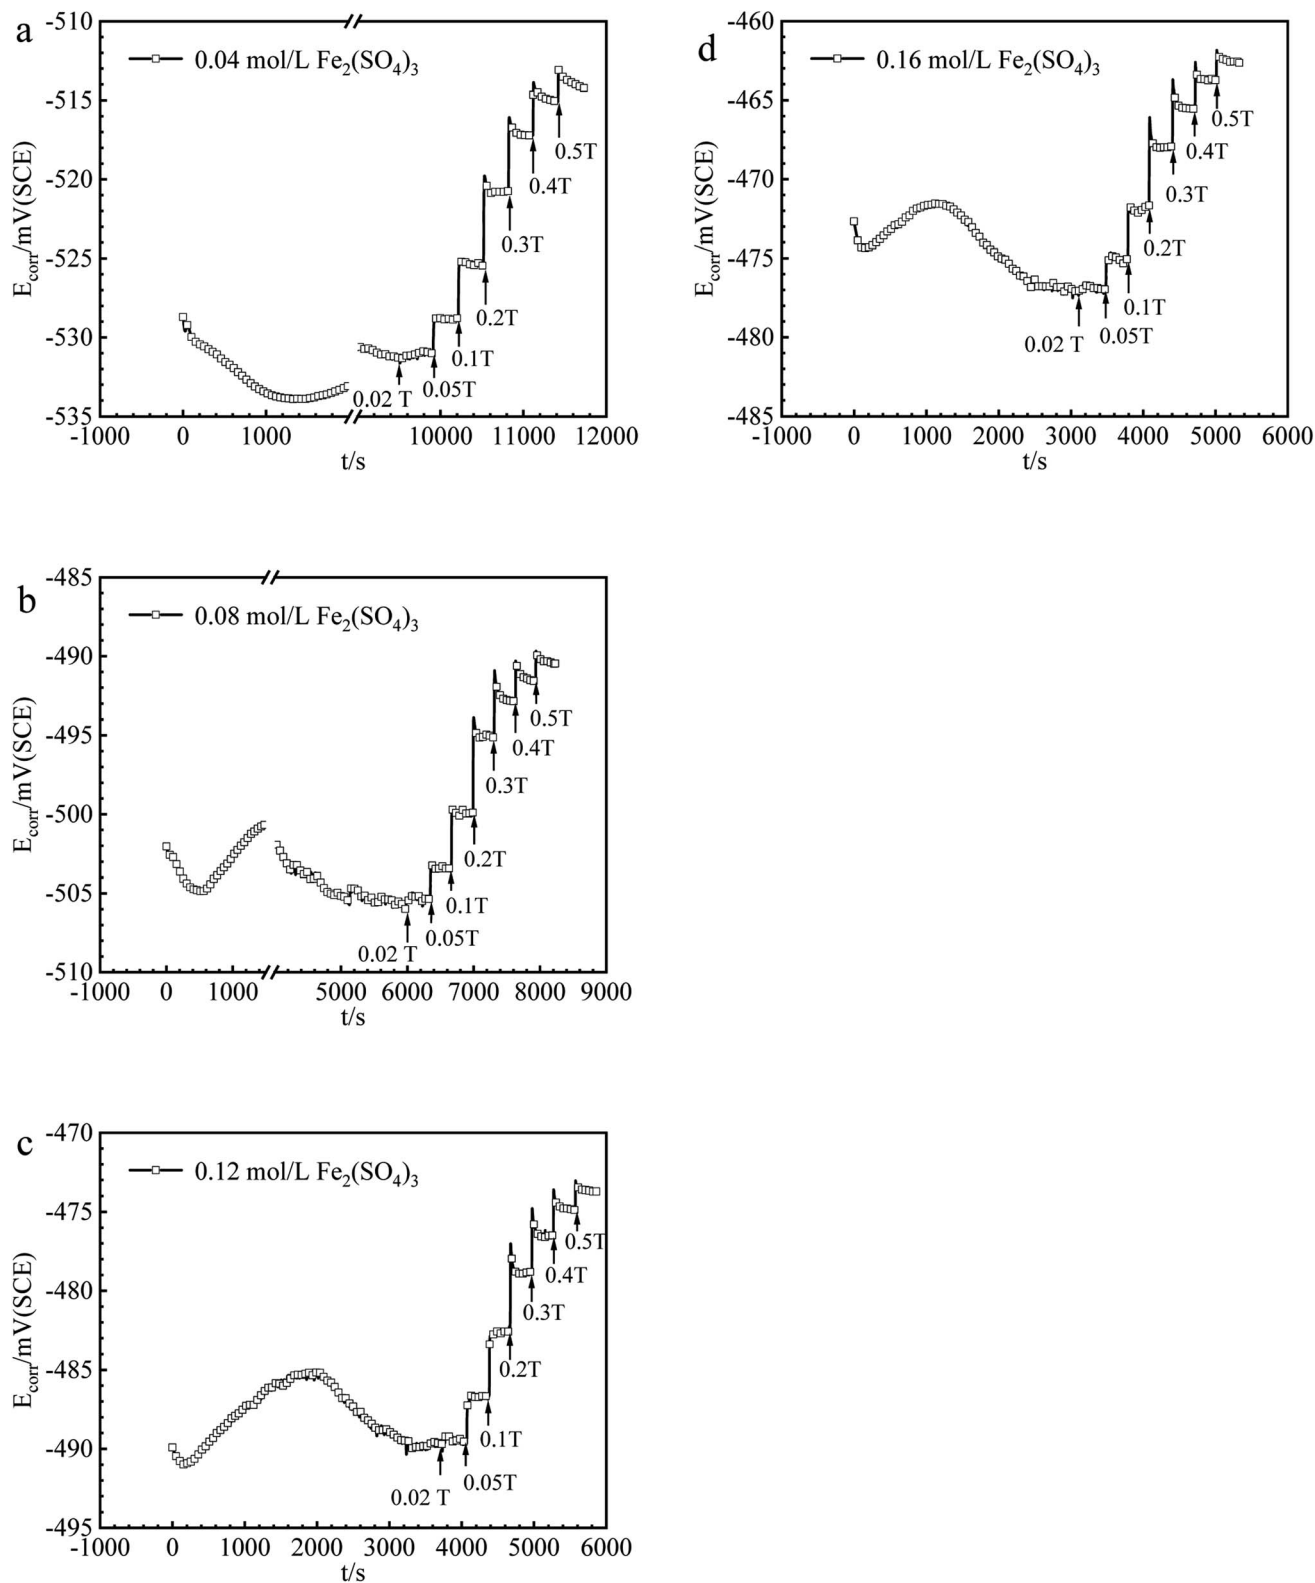 a
-510
-515
-520
-525
-530
-535
E_corr/mV(SCE)
0.04 mol/L Fe₂(SO₄)₃
0.02 T
0.05T
0.1T
0.2T
0.3T
0.4T
0.5T
-1000 0 1000 10000 11000 12000
t/s
d
-460
-465
-470
-475
-480
-485
E_corr/mV(SCE)
0.16 mol/L Fe₂(SO₄)₃
0.02 T
0.05T
0.1T
0.2T
0.3T
0.4T
0.5T
-1000 0 1000 2000 3000 4000 5000 6000
t/s
b
-485
-490
-495
-500
-505
-510
E_corr/mV(SCE)
0.08 mol/L Fe₂(SO₄)₃
0.02 T
0.05T
0.1T
0.2T
0.3T
0.4T
0.5T
-1000 0 1000 5000 6000 7000 8000 9000
t/s
c
-470
-475
-480
-485
-490
-495
E_corr/mV(SCE)
0.12 mol/L Fe₂(SO₄)₃
0.02 T
0.05T
0.1T
0.2T
0.3T
0.4T
0.5T
-1000 0 1000 2000 3000 4000 5000 6000
t/s